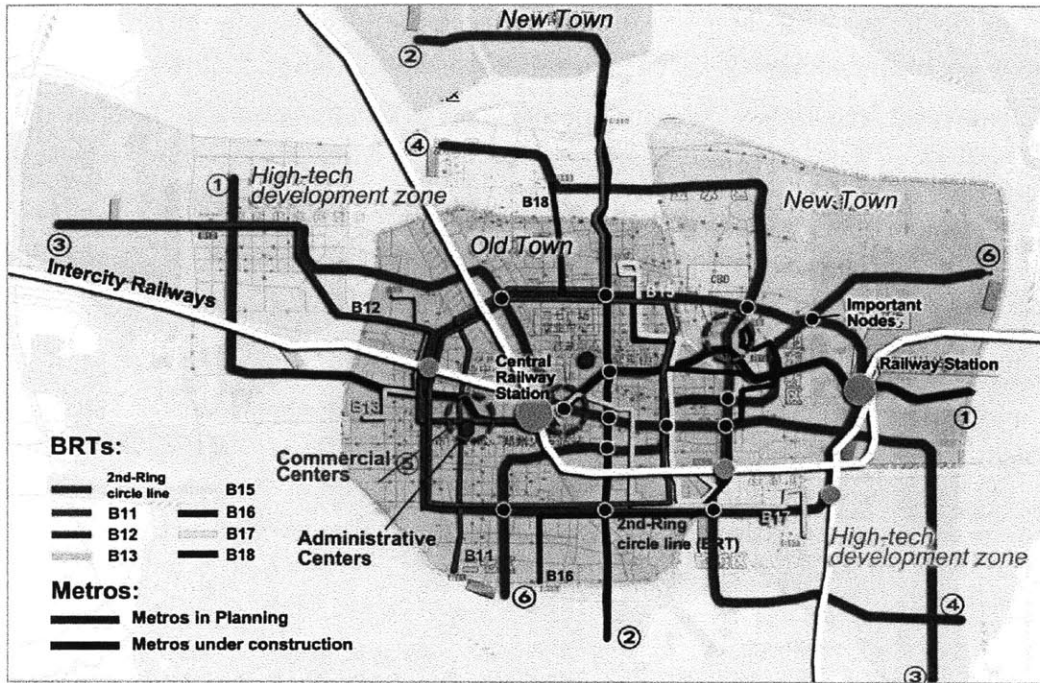 New Town
②
④
High-tech
development zone
①
B18
New Town
③
Old Town
⑥
Intercity Railways
CBD
B15
B12
Important
Nodes
Central
Railway
Station
Railway Station
B13
①
BRTs:
Commercial
Centers
⑤
2nd-Ring
circle line
B15
B11
B16
B12
B17
B13
B18
Administrative
Centers
2nd-Ring
circle line (BRT)
B17
High-tech
development zone
B11
B16
Metros:
⑥
④
Metros in Planning
②
Metros under construction
③